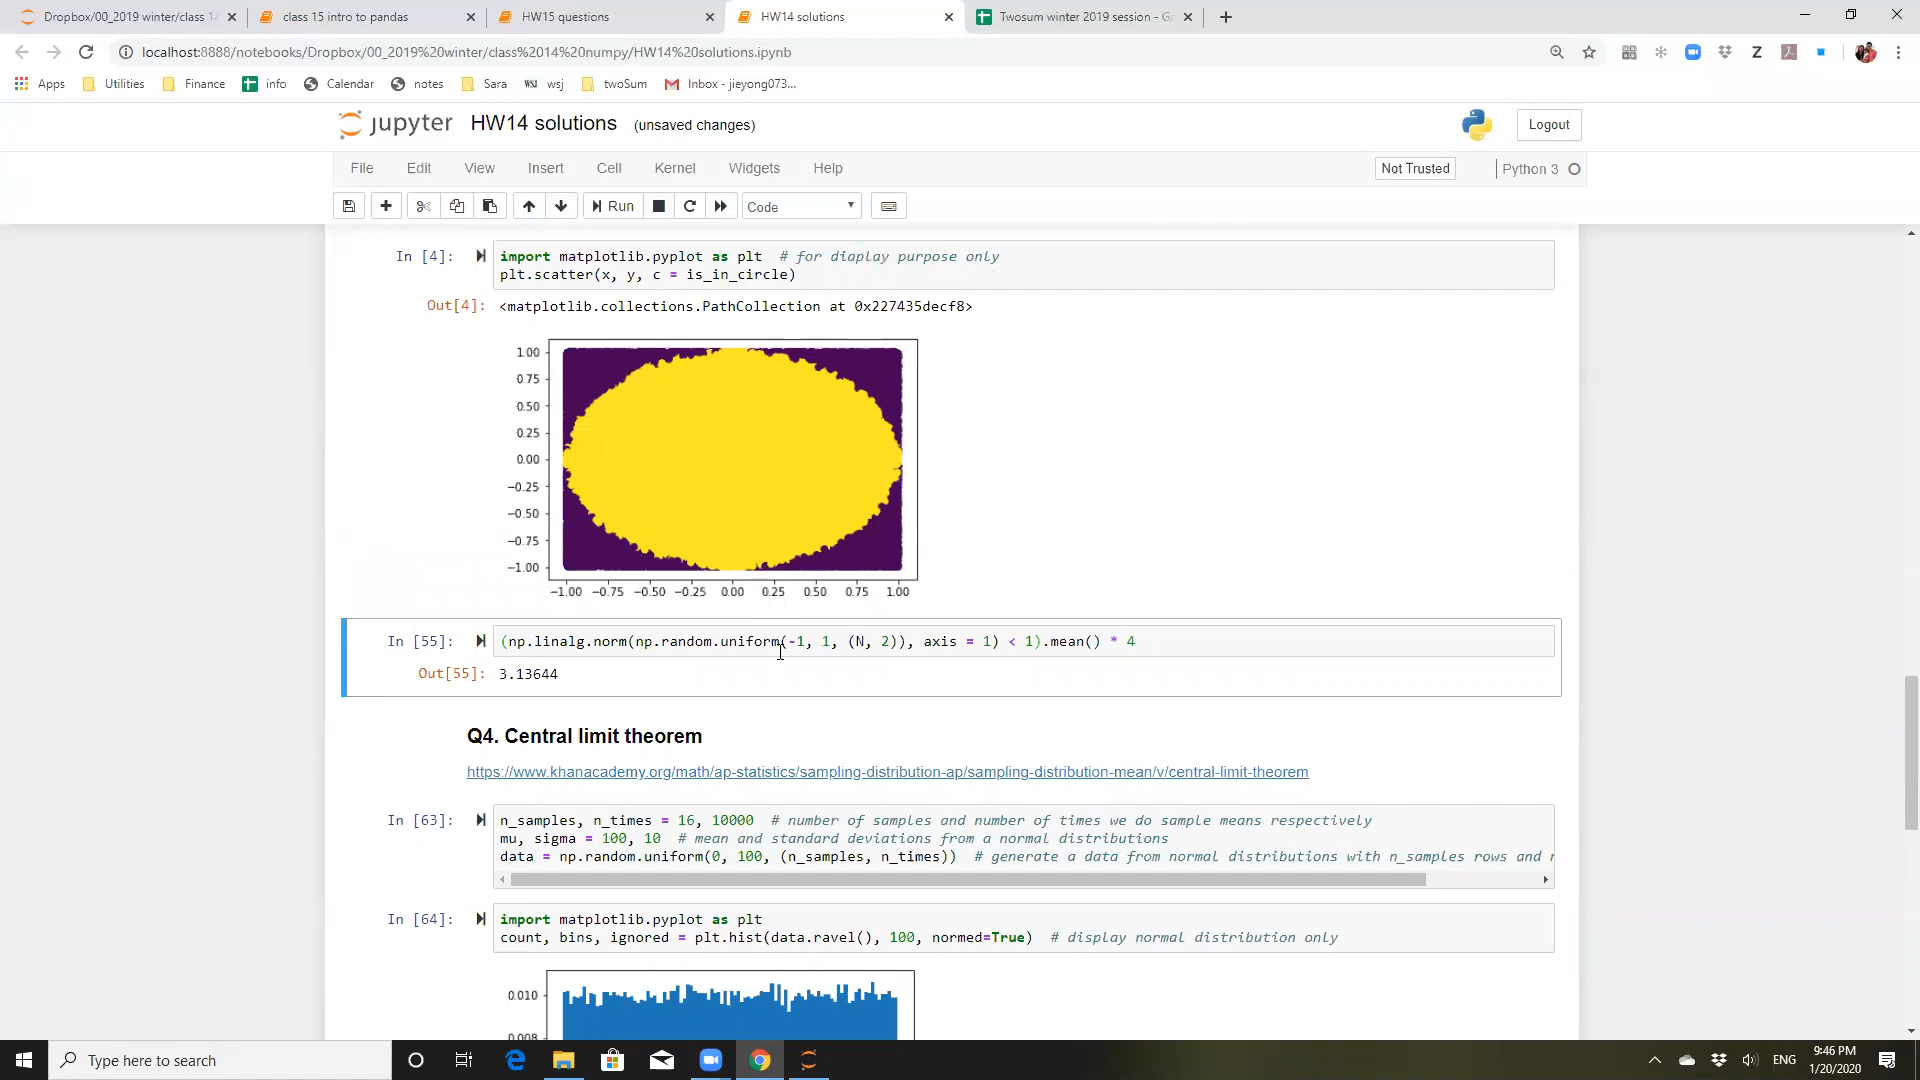 Dropbox/00_2019 winter/class 1-
class 15 intro to pandas
HW15 questions
HW14 solutions
Twosum winter 2019 session - Go
localhost:8888/notebooks/Dropbox/00_2019%20winter/class%2014%20numpy/HW14%20solutions.ipynb
Apps
Utilities
Finance
info
Calendar
notes
Sara
WSJ wsj
twoSum
Inbox - jieyong073...
jupyter HW14 solutions (unsaved changes)
Logout
File Edit View Insert Cell Kernel Widgets Help
Not Trusted
Python 3
Run
Code
In [4]:
import matplotlib.pyplot as plt # for diaplay purpose only
plt.scatter(x, y, c = is_in_circle)
Out[4]: <matplotlib.collections.PathCollection at 0x227435decf8>
1.00
0.75
0.50
0.25
0.00
−0.25
−0.50
−0.75
−1.00
−1.00 −0.75 −0.50 −0.25 0.00 0.25 0.50 0.75 1.00
In [55]: (np.linalg.norm(np.random.uniform(-1, 1, (N, 2)), axis = 1) < 1).mean() * 4
Out[55]: 3.13644
Q4. Central limit theorem
https://www.khanacademy.org/math/ap-statistics/sampling-distribution-ap/sampling-distribution-mean/v/central-limit-theorem
In [63]: n_samples, n_times = 16, 10000 # number of samples and number of times we do sample means respectively
mu, sigma = 100, 10 # mean and standard deviations from a normal distributions
data = np.random.uniform(0, 100, (n_samples, n_times)) # generate a data from normal distributions with n_samples rows and n
In [64]: import matplotlib.pyplot as plt
count, bins, ignored = plt.hist(data.ravel(), 100, normed=True) # display normal distribution only
0.010
0.008
Type here to search
ENG
9:46 PM
1/20/2020